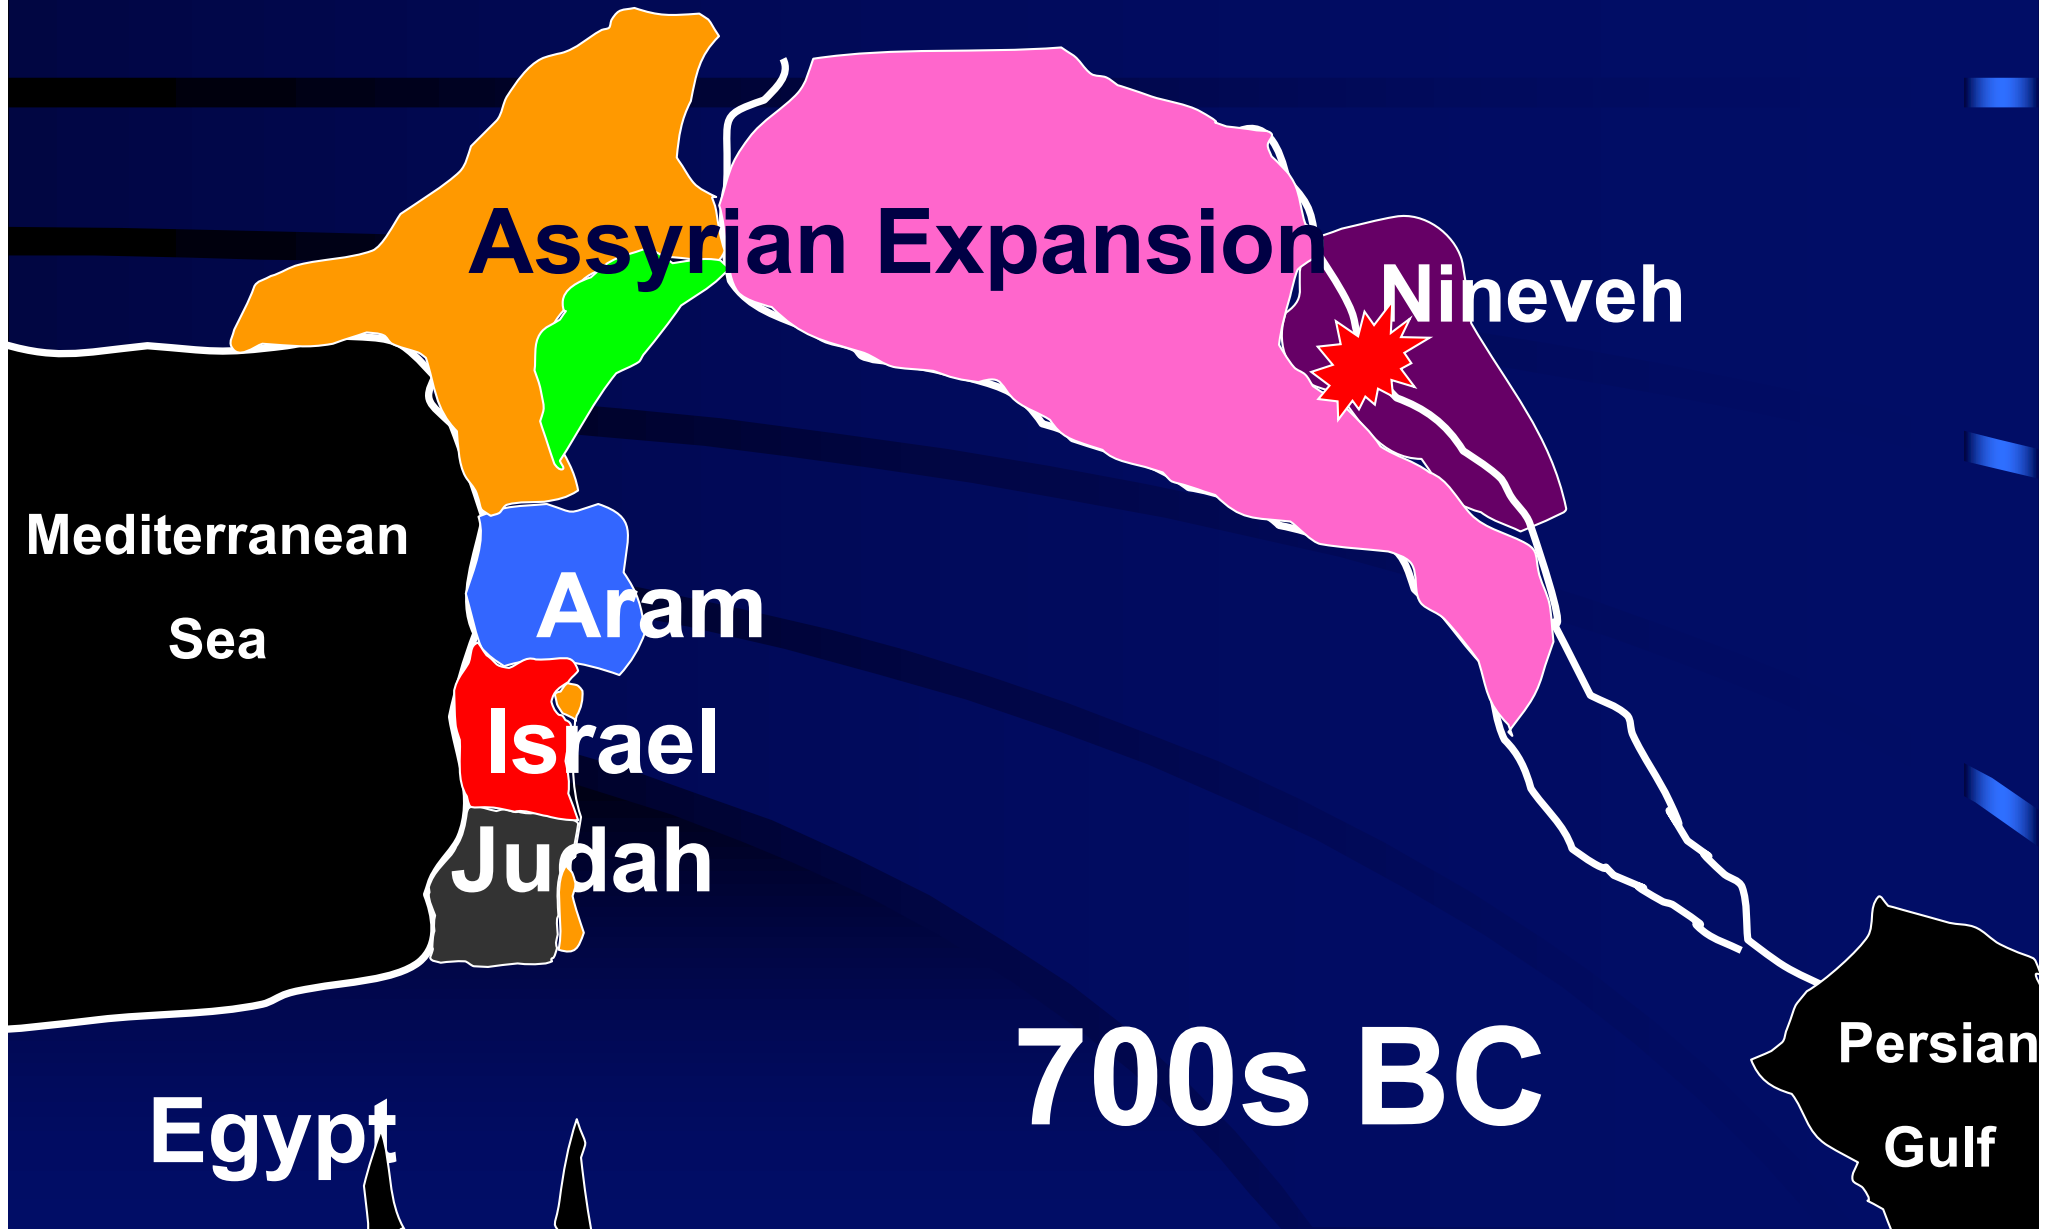 Assyrian Expansion
Nineveh
Mediterranean
Sea
Aram
Israel
Judah
700s BC
Persian
Gulf
Egypt